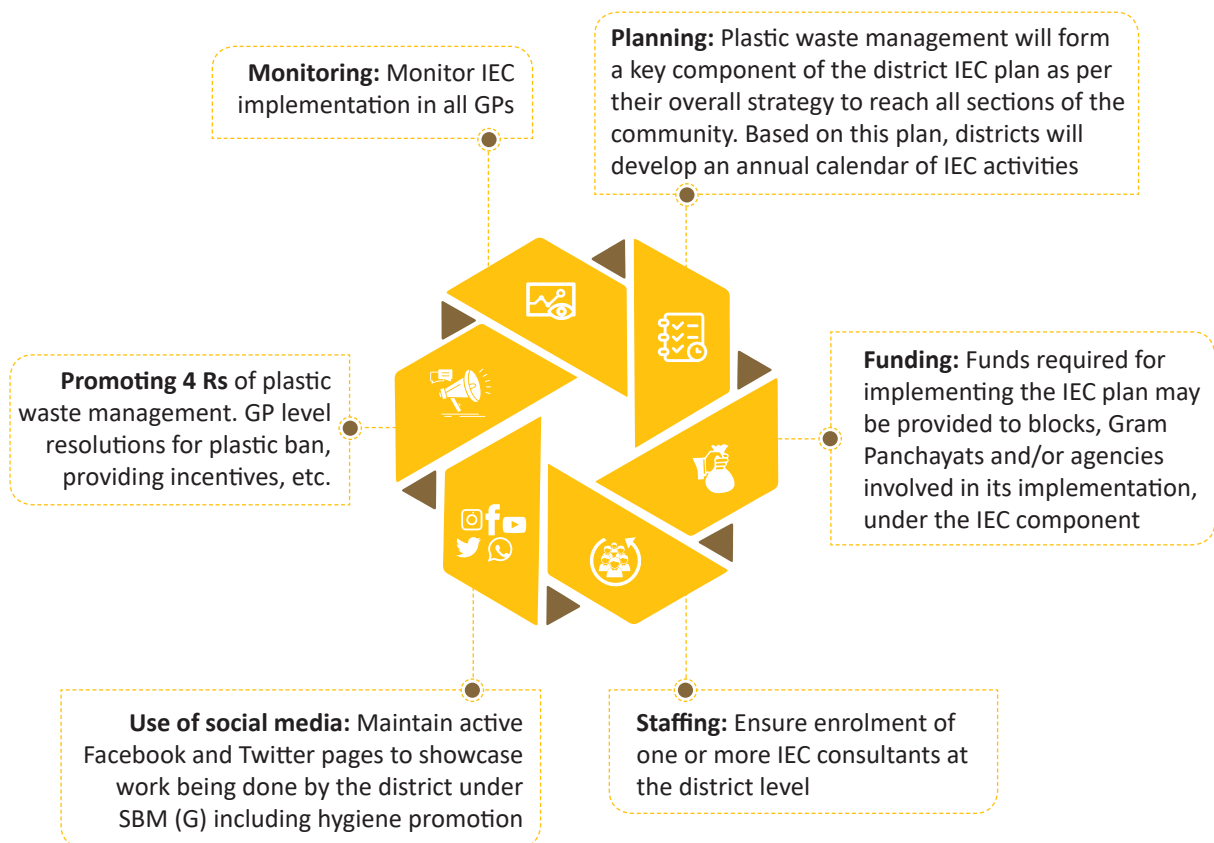 Monitoring: Monitor IEC
implementation in all GPs
Planning: Plastic waste management will form
a key component of the district IEC plan as per
their overall strategy to reach all sections of the
community. Based on this plan, districts will
develop an annual calendar of IEC activities
Promoting 4 Rs of plastic
waste management. GP level
resolutions for plastic ban,
providing incentives, etc.
Funding: Funds required for
implementing the IEC plan may
be provided to blocks, Gram
Panchayats and/or agencies
involved in its implementation,
under the IEC component
Use of social media: Maintain active
Facebook and Twitter pages to showcase
work being done by the district under
SBM (G) including hygiene promotion
Staffing: Ensure enrolment of
one or more IEC consultants at
the district level